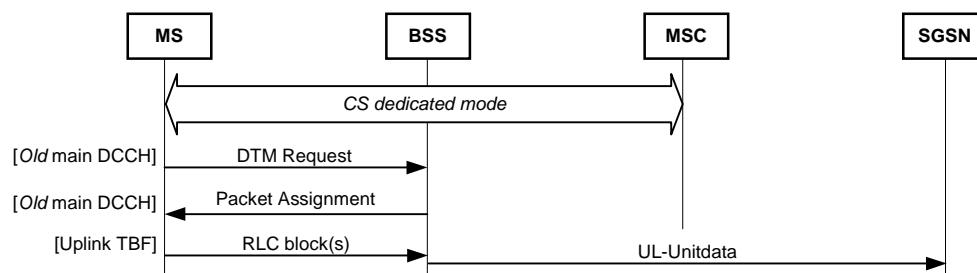 MS BSS MSC SGSN
CS dedicated mode
[Old main DCCH] DTM Request
[Old main DCCH] Packet Assignment
[Uplink TBF] RLC block(s) UL-Unitdata